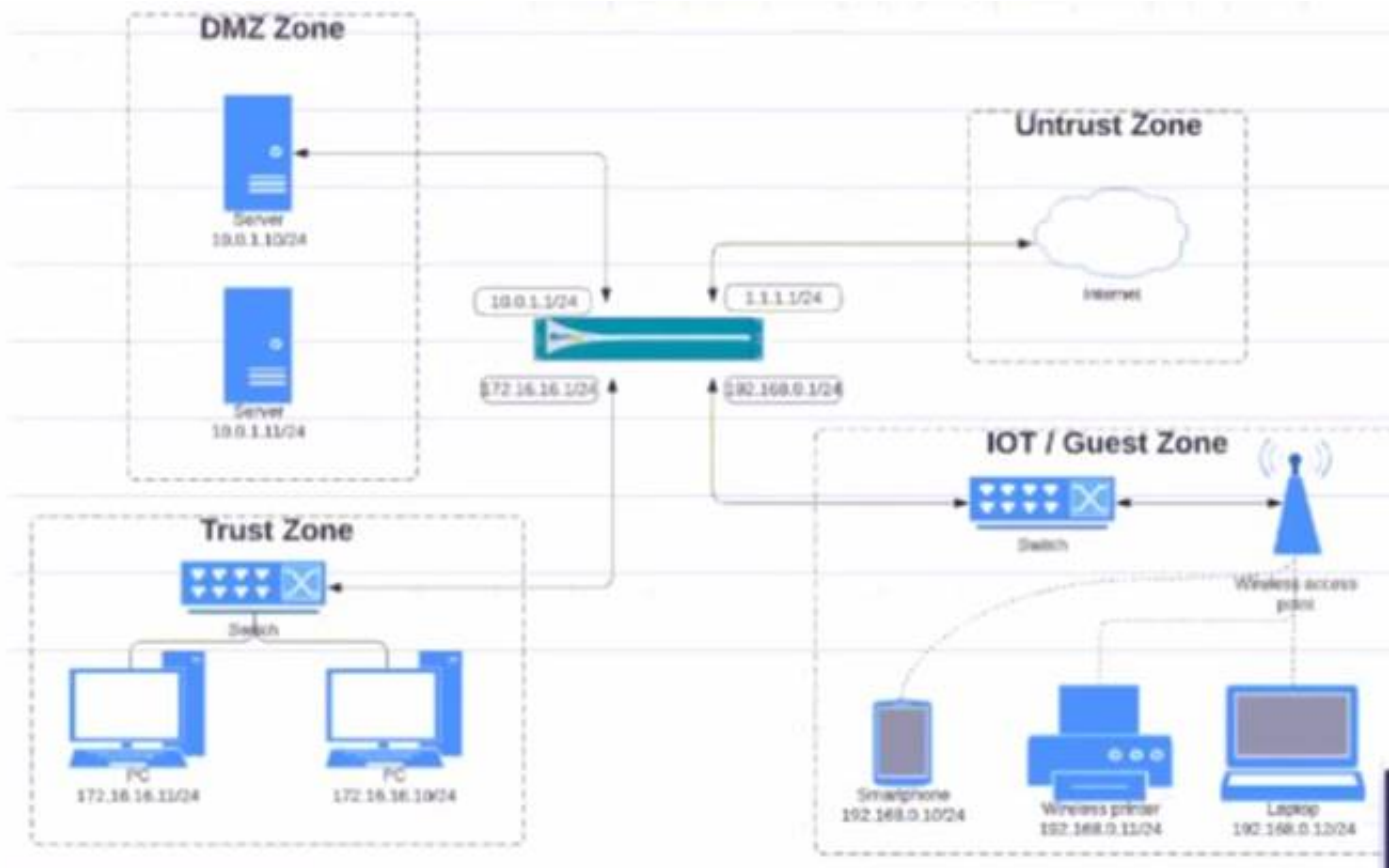 DMZ Zone
Server
10.0.1.10/24
Server
10.0.1.11/24
Untrust Zone
Internet
10.0.1.1/24
1.1.1.1/24
172.16.16.1/24
192.168.0.1/24
Trust Zone
Switch
PC
172.16.16.11/24
PC
172.16.16.10/24
IOT / Guest Zone
Switch
Wireless access
point
Smartphone
192.168.0.10/24
Wireless printer
192.168.0.11/24
Laptop
192.168.0.12/24